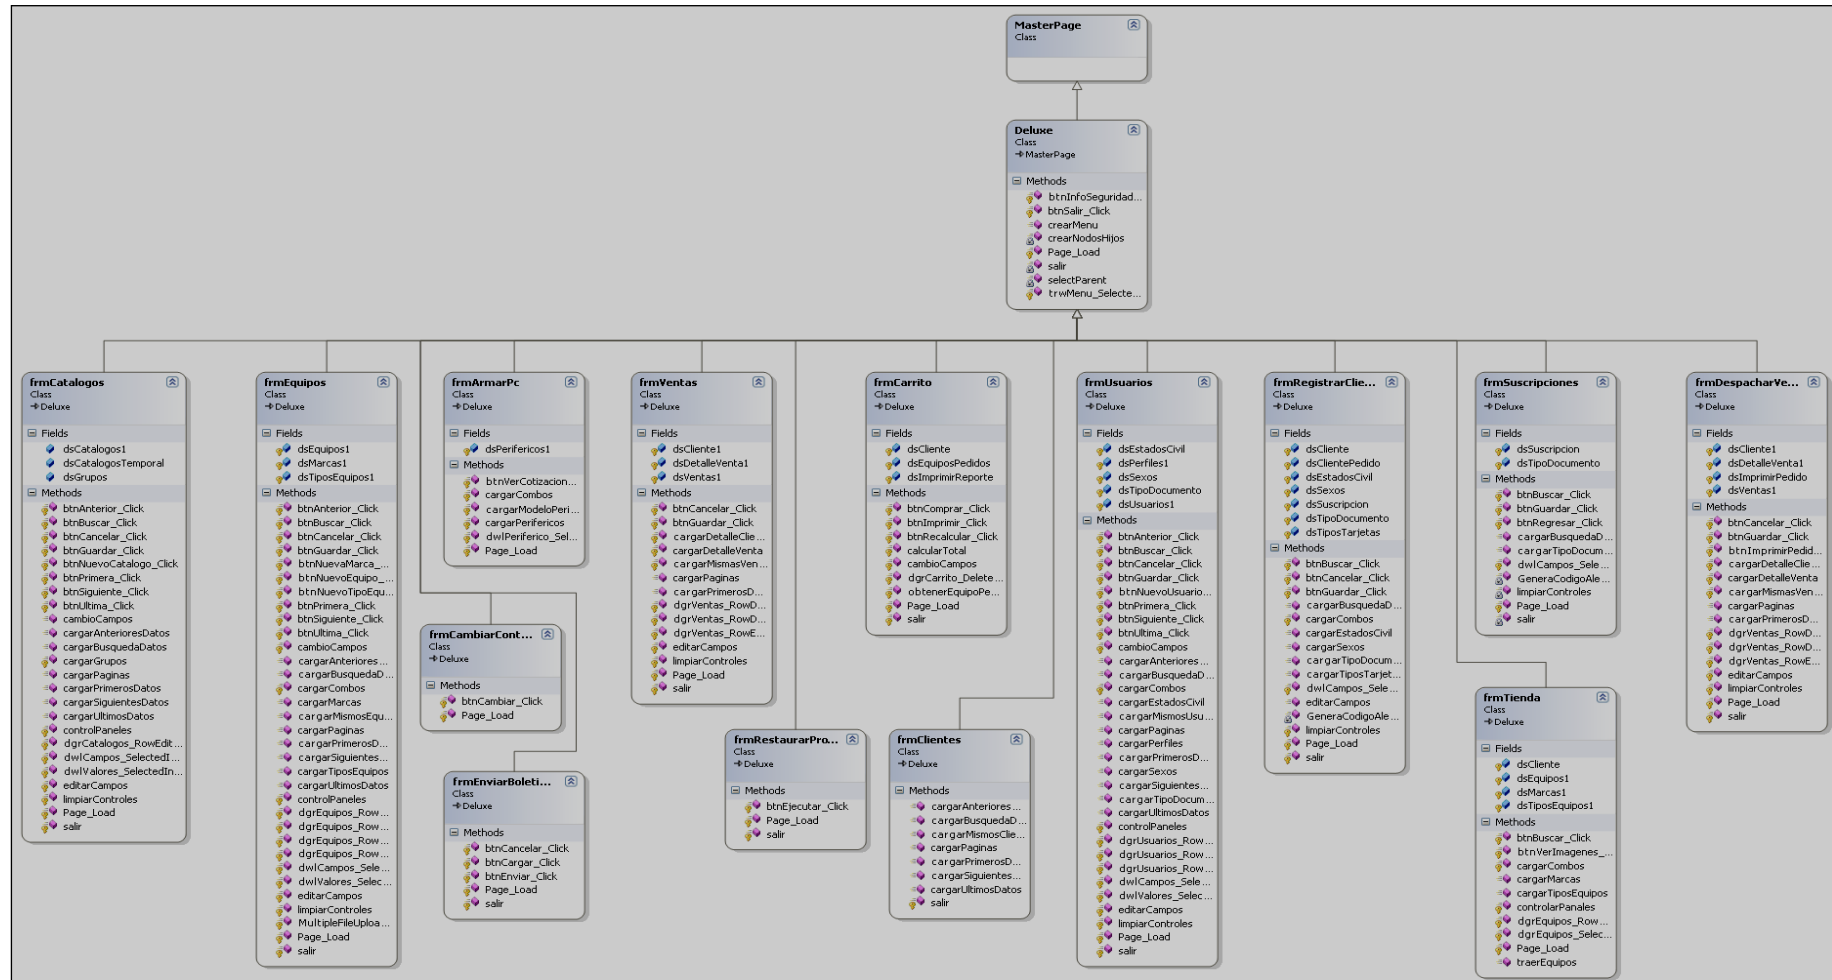 MasterPage
Class
Deluxe
Class
MasterPage
Methods
btnInfoSeguridad...
btnSalir_Click
crearMenu
crearNodosHijos
Page_Load
salir
selectParent
trwMenu_Selecte...
frmCatalogos
Class
Deluxe
Fields
dsCatalogos1
dsCatalogosTemporal
dsGrupos
Methods
btnAnterior_Click
btnBuscar_Click
btnCancelar_Click
btnGuardar_Click
btnNuevoCatalogo_Click
btnPrimera_Click
btnSiguiente_Click
btnUltima_Click
cambioCampos
cargarAnterioresDatos
cargarBusquedaDatos
cargarGrupos
cargarPaginas
cargarPrimerosDatos
cargarSiguientesDatos
cargarUltimosDatos
controlPaneles
dgrCatalogos_RowEdit...
dwlCampos_SelectedI...
dwlValores_SelectedIn...
editarCampos
limpiarControles
Page_Load
salir
frmEquipos
Class
Deluxe
Fields
dsEquipos1
dsMarcas1
dsTiposEquipos1
Methods
btnAnterior_Click
btnBuscar_Click
btnCancelar_Click
btnGuardar_Click
btnNuevaMarca_...
btnNuevoEquipo_...
btnNuevoTipoEqu...
btnPrimera_Click
btnSiguiente_Click
btnUltima_Click
cambioCampos
cargarAnteriores...
cargarBusquedaD...
cargarCombos
cargarMarcas
cargarMismosEqu...
cargarPaginas
cargarPrimerosD...
cargarSiguientes...
cargarTiposEquipos
cargarUltimosDatos
controlPaneles
dgrEquipos_Row...
dgrEquipos_Row...
dgrEquipos_Row...
dwlCampos_Sele...
dwlValores_Selec...
editarCampos
limpiarControles
MultipleFileUploa...
Page_Load
salir
frmArmarPc
Class
Deluxe
Fields
dsPerifericos1
Methods
btnVerCotizacion...
cargarCombos
cargarModeloPeri...
cargarPerifericos
dwlPeriferico_Sel...
Page_Load
frmCambiarCont...
Class
Deluxe
Methods
btnCambiar_Click
Page_Load
frmEnviarBoleti...
Class
Deluxe
Methods
btnCancelar_Click
btnCargar_Click
btnEnviar_Click
Page_Load
salir
frmVentas
Class
Deluxe
Fields
dsCliente1
dsDetalleVenta1
dsVentas1
Methods
btnCancelar_Click
btnGuardar_Click
cargarDetalleClie...
cargarDetalleVenta
cargarMismasVen...
cargarPaginas
cargarPrimerosD...
dgrVentas_RowD...
dgrVentas_RowD...
dgrVentas_RowE...
editarCampos
limpiarControles
Page_Load
salir
frmRestaurarPro...
Class
Deluxe
Methods
btnEjecutar_Click
Page_Load
salir
frmCarrito
Class
Deluxe
Fields
dsCliente
dsEquiposPedidos
dsImprimirReporte
Methods
btnComprar_Click
btnImprimir_Click
btnRecalcular_Click
calcularTotal
cambioCampos
dgrCarrito_Delete...
obtenerEquipoPe...
Page_Load
salir
frmClientes
Class
Deluxe
Methods
cargarAnteriores...
cargarBusquedaD...
cargarMismosClie...
cargarPaginas
cargarPrimerosD...
cargarSiguientes...
cargarUltimosDatos
salir
frmUsuarios
Class
Deluxe
Fields
dsEstadosCivil
dsPerfiles1
dsSexos
dsTipoDocumento
dsUsuarios1
Methods
btnAnterior_Click
btnBuscar_Click
btnCancelar_Click
btnGuardar_Click
btnNuevoUsuario...
btnPrimera_Click
btnSiguiente_Click
btnUltima_Click
cambioCampos
cargarAnteriores...
cargarBusquedaD...
cargarCombos
cargarEstadosCivil
cargarMismosUsu...
cargarPaginas
cargarPerfiles
cargarPrimerosD...
cargarSexos
cargarSiguientes...
cargarTipoDocum...
cargarUltimosDatos
controlPaneles
dgrUsuarios_Row...
dgrUsuarios_Row...
dgrUsuarios_Row...
dwlCampos_Sele...
dwlValores_Selec...
editarCampos
limpiarControles
Page_Load
salir
frmRegistrarClie...
Class
Deluxe
Fields
dsCliente
dsClientePedido
dsEstadosCivil
dsSexos
dsSuscripcion
dsTipoDocumento
dsTiposTarjetas
Methods
btnBuscar_Click
btnCancelar_Click
btnGuardar_Click
cargarBusquedaD...
cargarCombos
cargarEstadosCivil
cargarSexos
cargarTipoDocum...
cargarTiposTarjet...
dwlCampos_Sele...
editarCampos
GeneraCodigoAle...
limpiarControles
Page_Load
salir
frmSuscripciones
Class
Deluxe
Fields
dsSuscripcion
dsTipoDocumento
Methods
btnBuscar_Click
btnGuardar_Click
btnRegresar_Click
cargarBusquedaD...
cargarTipoDocum...
dwlCampos_Sele...
GeneraCodigoAle...
limpiarControles
Page_Load
salir
frmTienda
Class
Deluxe
Fields
dsCliente
dsEquipos1
dsMarcas1
dsTiposEquipos1
Methods
btnBuscar_Click
btnVerImagenes_...
cargarCombos
cargarMarcas
cargarTiposEquipos
controlarPanales
dgrEquipos_Row...
dgrEquipos_Selec...
Page_Load
traerEquipos
frmDespacharVe...
Class
Deluxe
Fields
dsCliente1
dsDetalleVenta1
dsImprimirPedido
dsVentas1
Methods
btnCancelar_Click
btnGuardar_Click
btnImprimirPedid...
cargarDetalleClie...
cargarDetalleVenta
cargarMismasVen...
cargarPaginas
cargarPrimerosD...
dgrVentas_RowD...
dgrVentas_RowD...
dgrVentas_RowE...
editarCampos
limpiarControles
Page_Load
salir